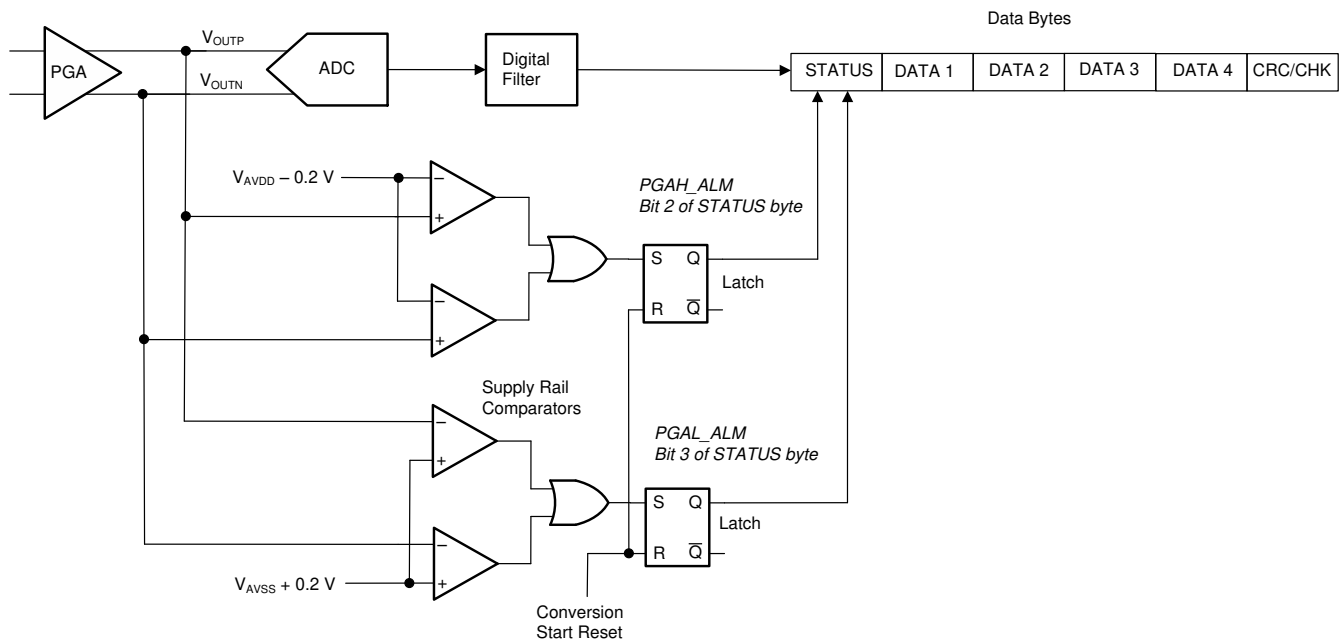 Data Bytes
V_OUTP
PGA
V_OUTN
ADC
Digital
Filter
STATUS DATA 1 DATA 2 DATA 3 DATA 4 CRC/CHK
V_AVDD – 0.2 V
−
+
−
+
PGAH_ALM
Bit 2 of STATUS byte
S Q
R Q̅
Latch
Supply Rail
Comparators
−
+
−
+
V_AVSS + 0.2 V
PGAL_ALM
Bit 3 of STATUS byte
S Q
R Q̅
Latch
Conversion
Start Reset